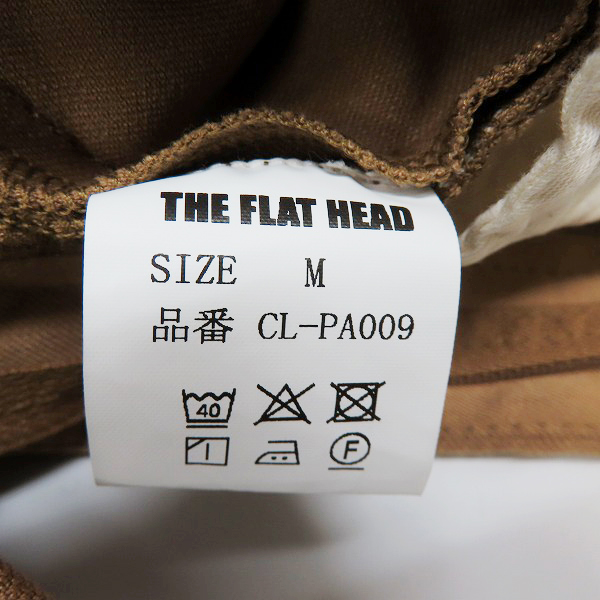 THE FLAT HEAD
SIZE M
品番 CL-PA009
40
F